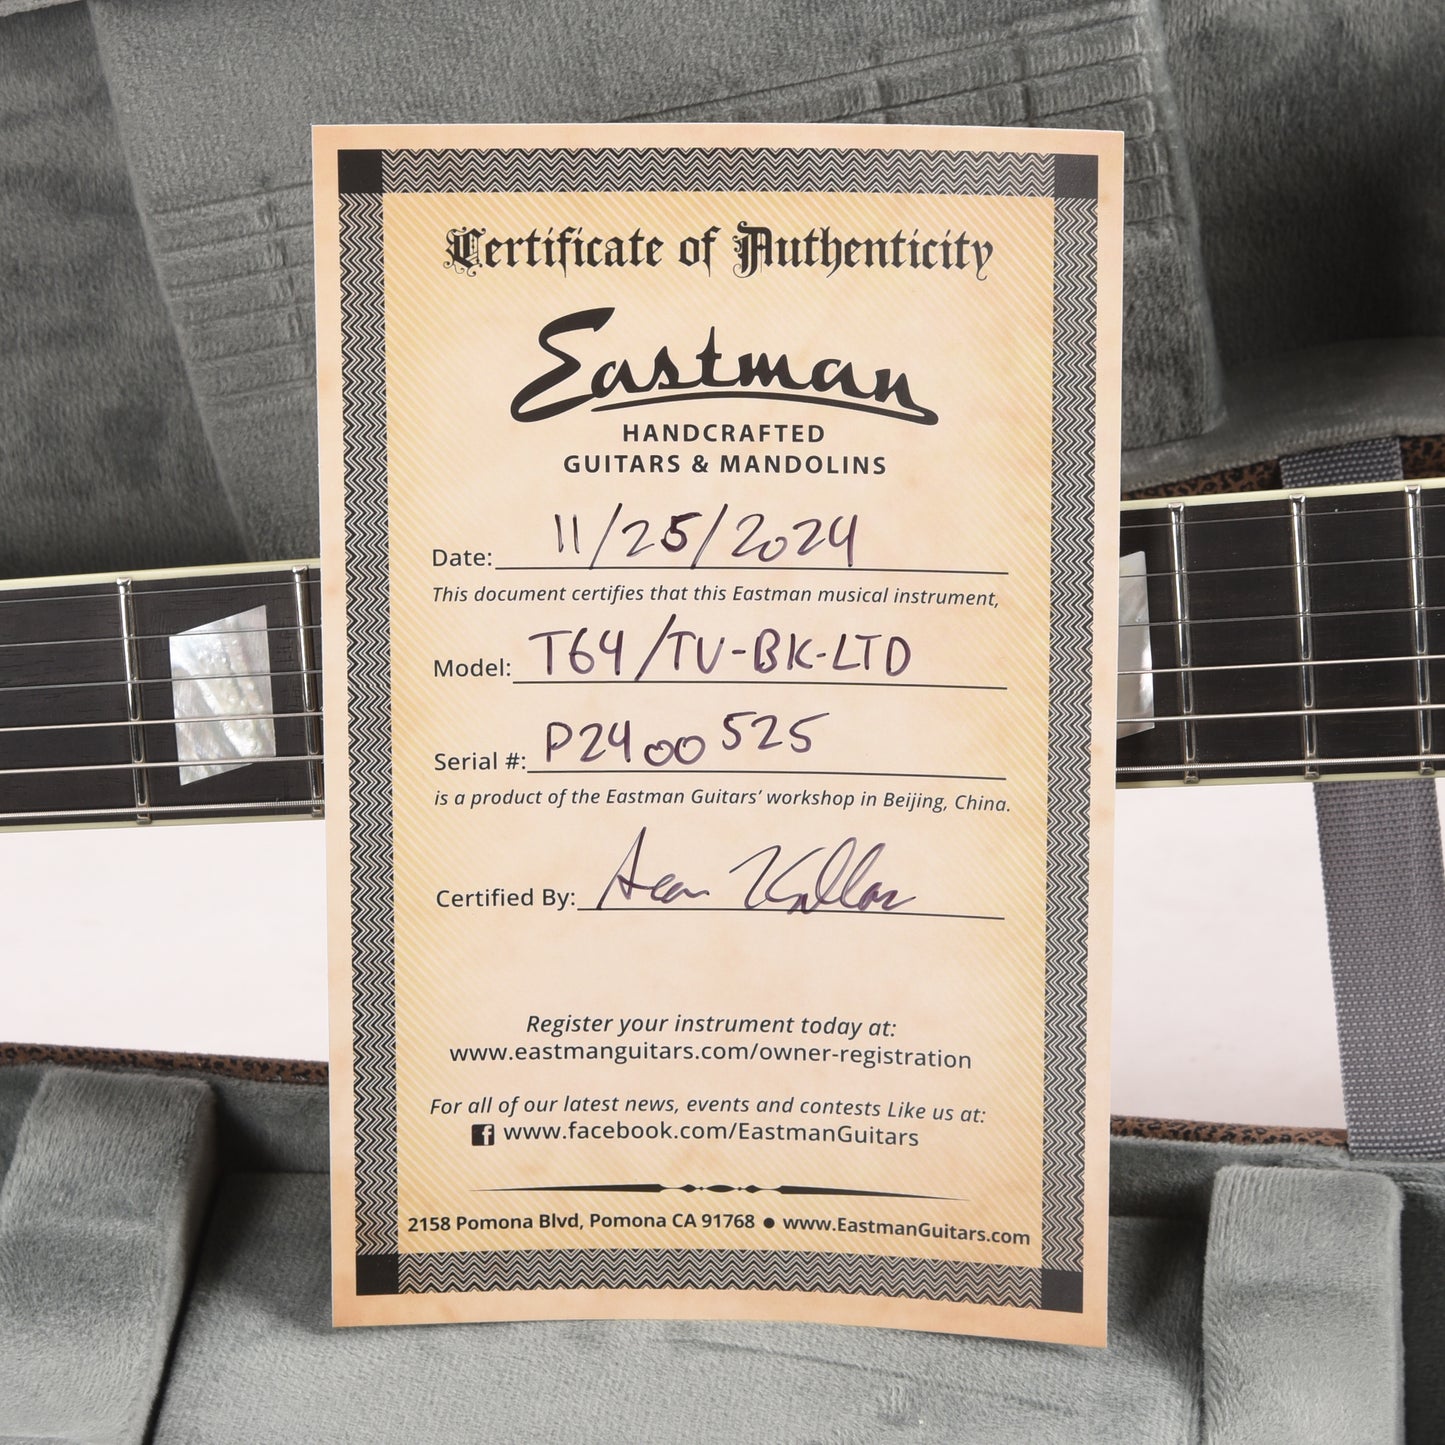 Certificate of Authenticity
Eastman
HANDCRAFTED
GUITARS & MANDOLINS
Date: 11/25/2024
This document certifies that this Eastman musical instrument,
Model: T64/TV-BK-LTD
Serial #: P2400525
is a product of the Eastman Guitars' workshop in Beijing, China.
Certified By:
Register your instrument today at:
www.eastmanguitars.com/owner-registration
For all of our latest news, events and contests Like us at:
f www.facebook.com/EastmanGuitars
2158 Pomona Blvd, Pomona CA 91768 ● www.EastmanGuitars.com